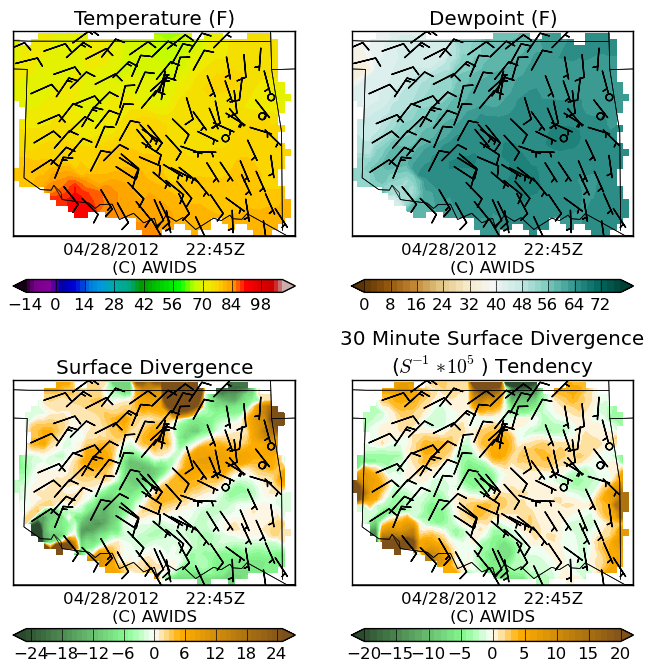 Temperature (F)
Dewpoint (F)
04/28/2012 22:45Z
(C) AWIDS
04/28/2012 22:45Z
(C) AWIDS
−14 0 14 28 42 56 70 84 98
0 8 16 24 32 40 48 56 64 72
30 Minute Surface Divergence
Surface Divergence
(S⁻¹ *10⁵ ) Tendency
04/28/2012 22:45Z
(C) AWIDS
04/28/2012 22:45Z
(C) AWIDS
−24 −18 −12 −6 0 6 12 18 24
−20 −15 −10 −5 0 5 10 15 20